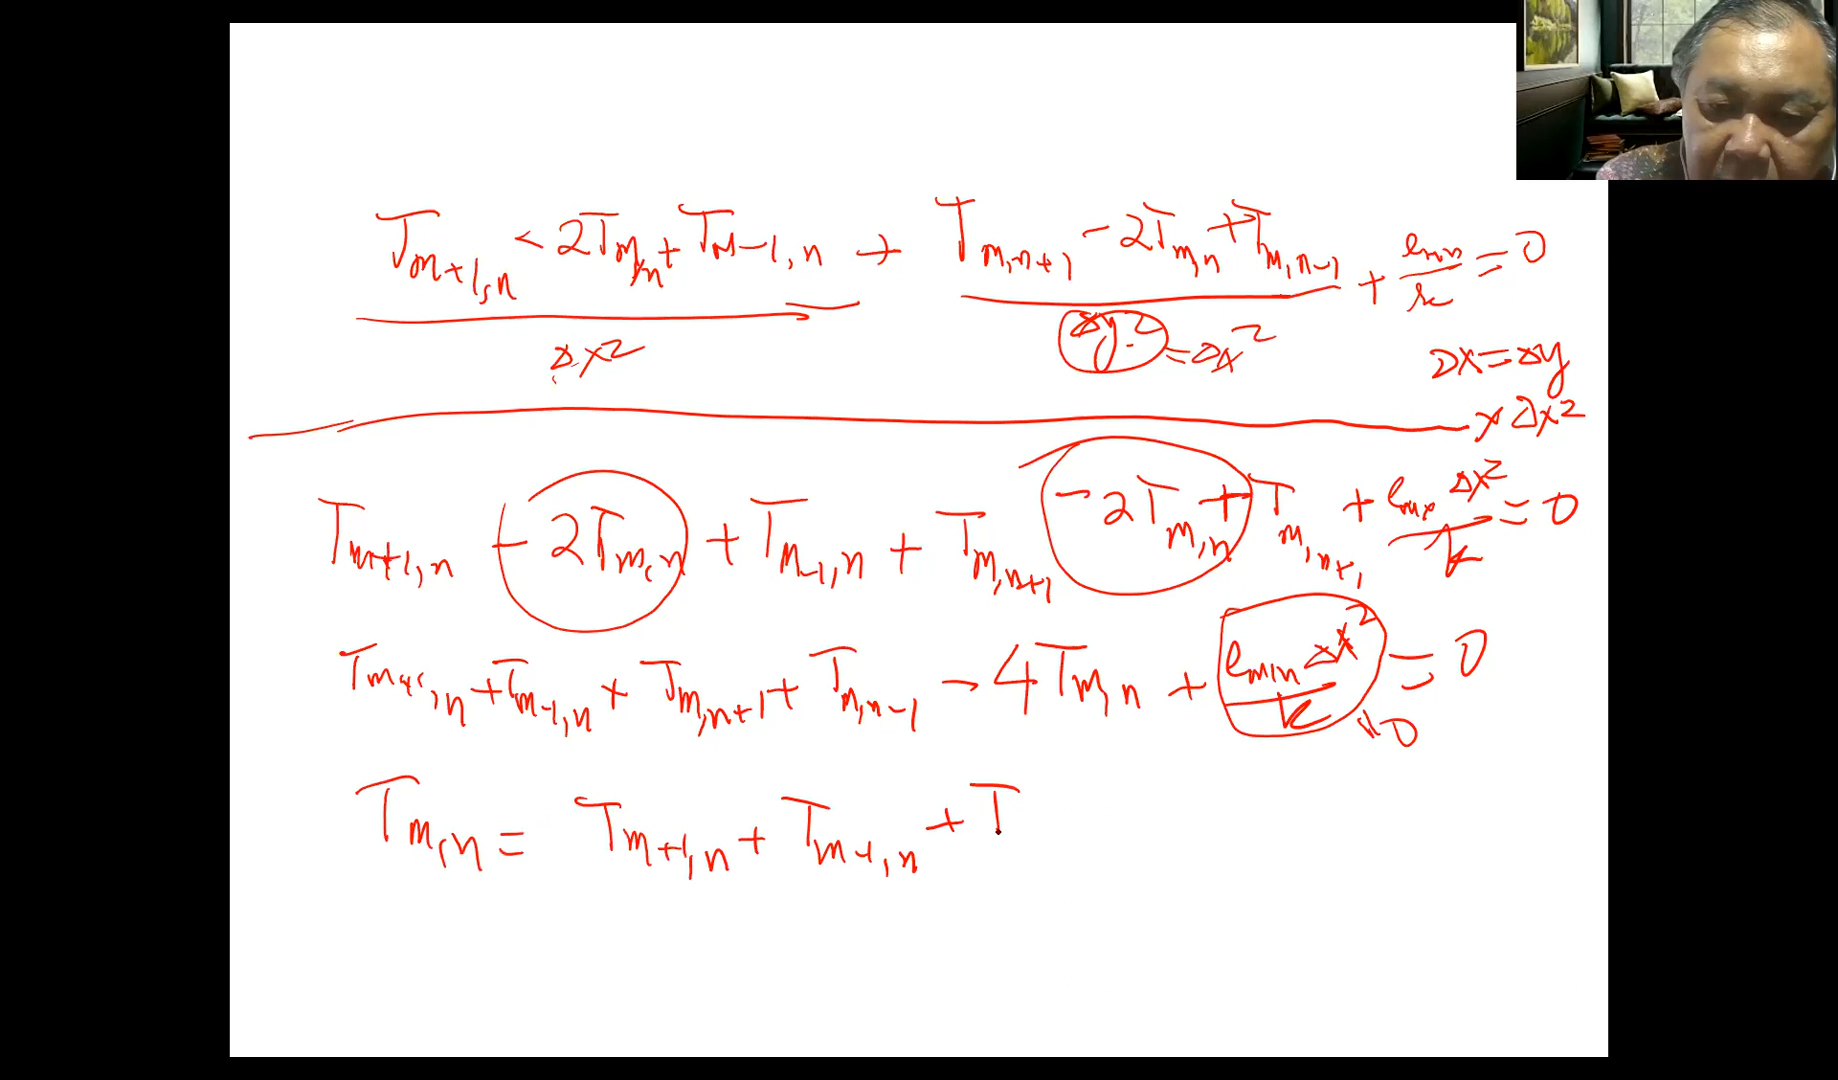 T_{m+1,n} - 2T_{m,n} + T_{m-1,n} + T_{m,n+1} - 2T_{m,n} + T_{m,n-1} + e_{m,n}/k = 0
Δx² Δy² = Δx² Δx = Δy
× Δx²
T_{m+1,n} - 2T_{m,n} + T_{m-1,n} + T_{m,n+1} - 2T_{m,n} + T_{m,n+1} + e_{m,n} Δx²/k = 0
T_{m+1,n} + T_{m-1,n} + T_{m,n+1} + T_{m,n-1} - 4T_{m,n} + e_{m,n} Δx²/k = 0
= 0
T_{m,n} = T_{m+1,n} + T_{m-1,n} + T